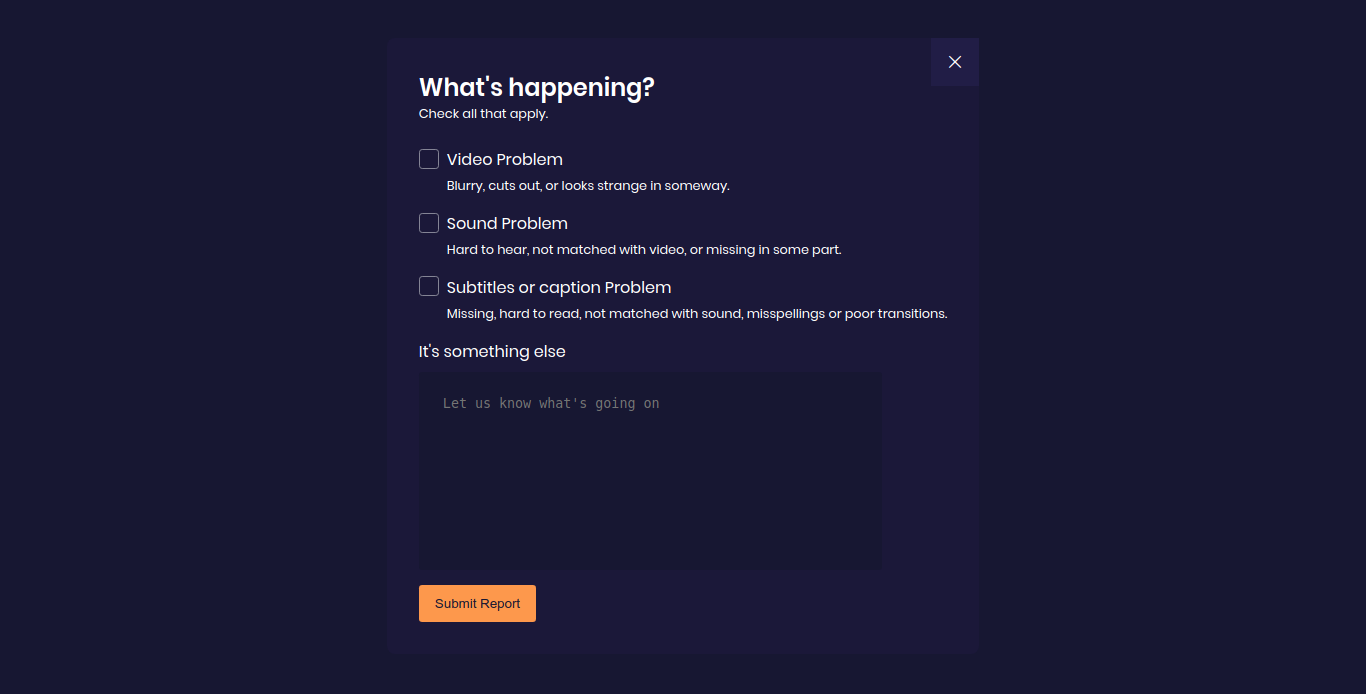 What's happening?
Check all that apply.
Video Problem
Blurry, cuts out, or looks strange in someway.
Sound Problem
Hard to hear, not matched with video, or missing in some part.
Subtitles or caption Problem
Missing, hard to read, not matched with sound, misspellings or poor transitions.
It's something else
Let us know what's going on
Submit Report